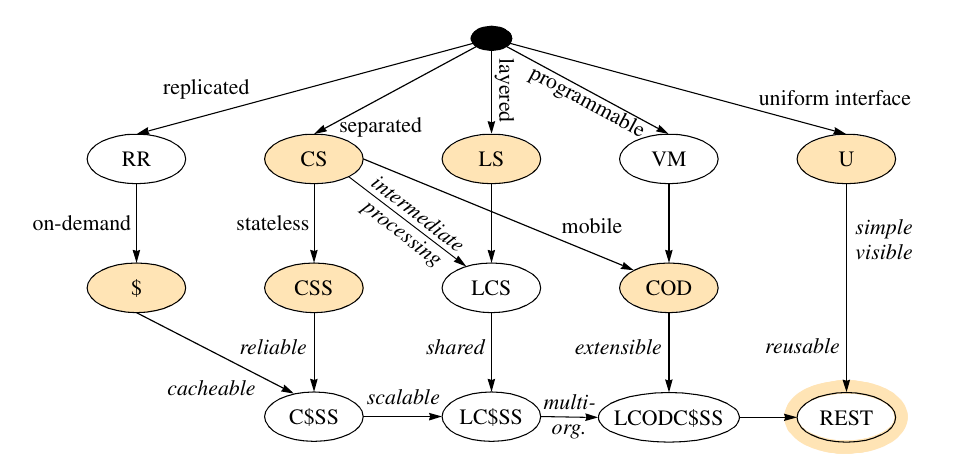 replicated
separated
layered
programmable
uniform interface
RR
CS
LS
VM
U
on-demand
stateless
intermediate
processing
mobile
simple
visible
$
CSS
LCS
COD
cacheable
reliable
shared
extensible
reusable
C$SS
scalable
LC$SS
multi-
org.
LCODC$SS
REST